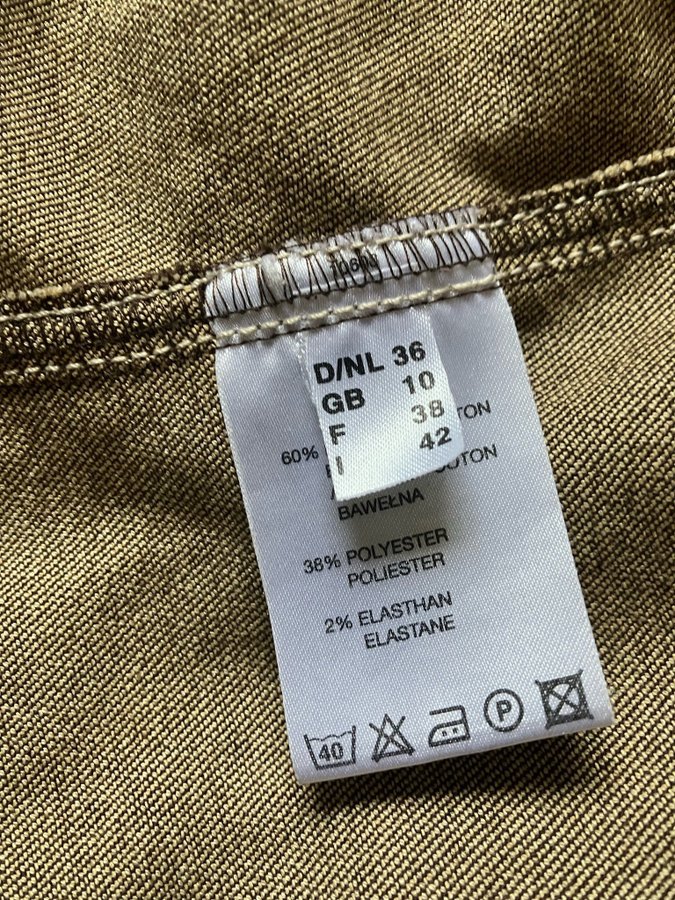 D/NL 36
GB 10
F 38
I 42
60%
BAWEŁNA
38% POLYESTER
POLIESTER
2% ELASTHAN
ELASTANE
40
P